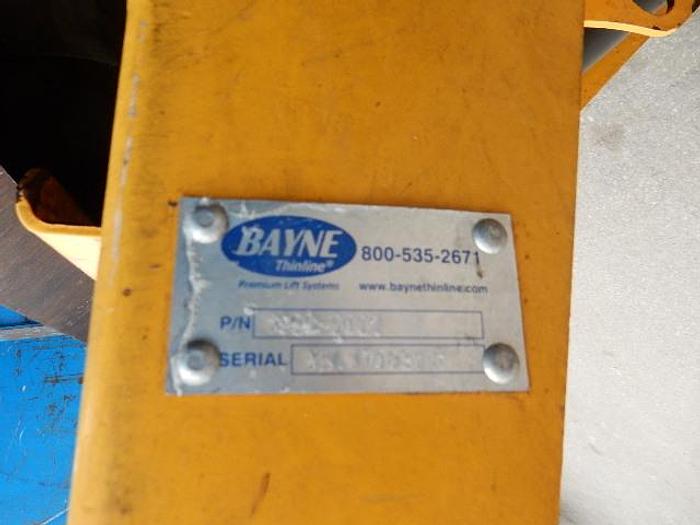 BAYNE
Thinline®
800-535-2671
Premium Lift Systems www.baynethinline.com
P/N
SERIAL